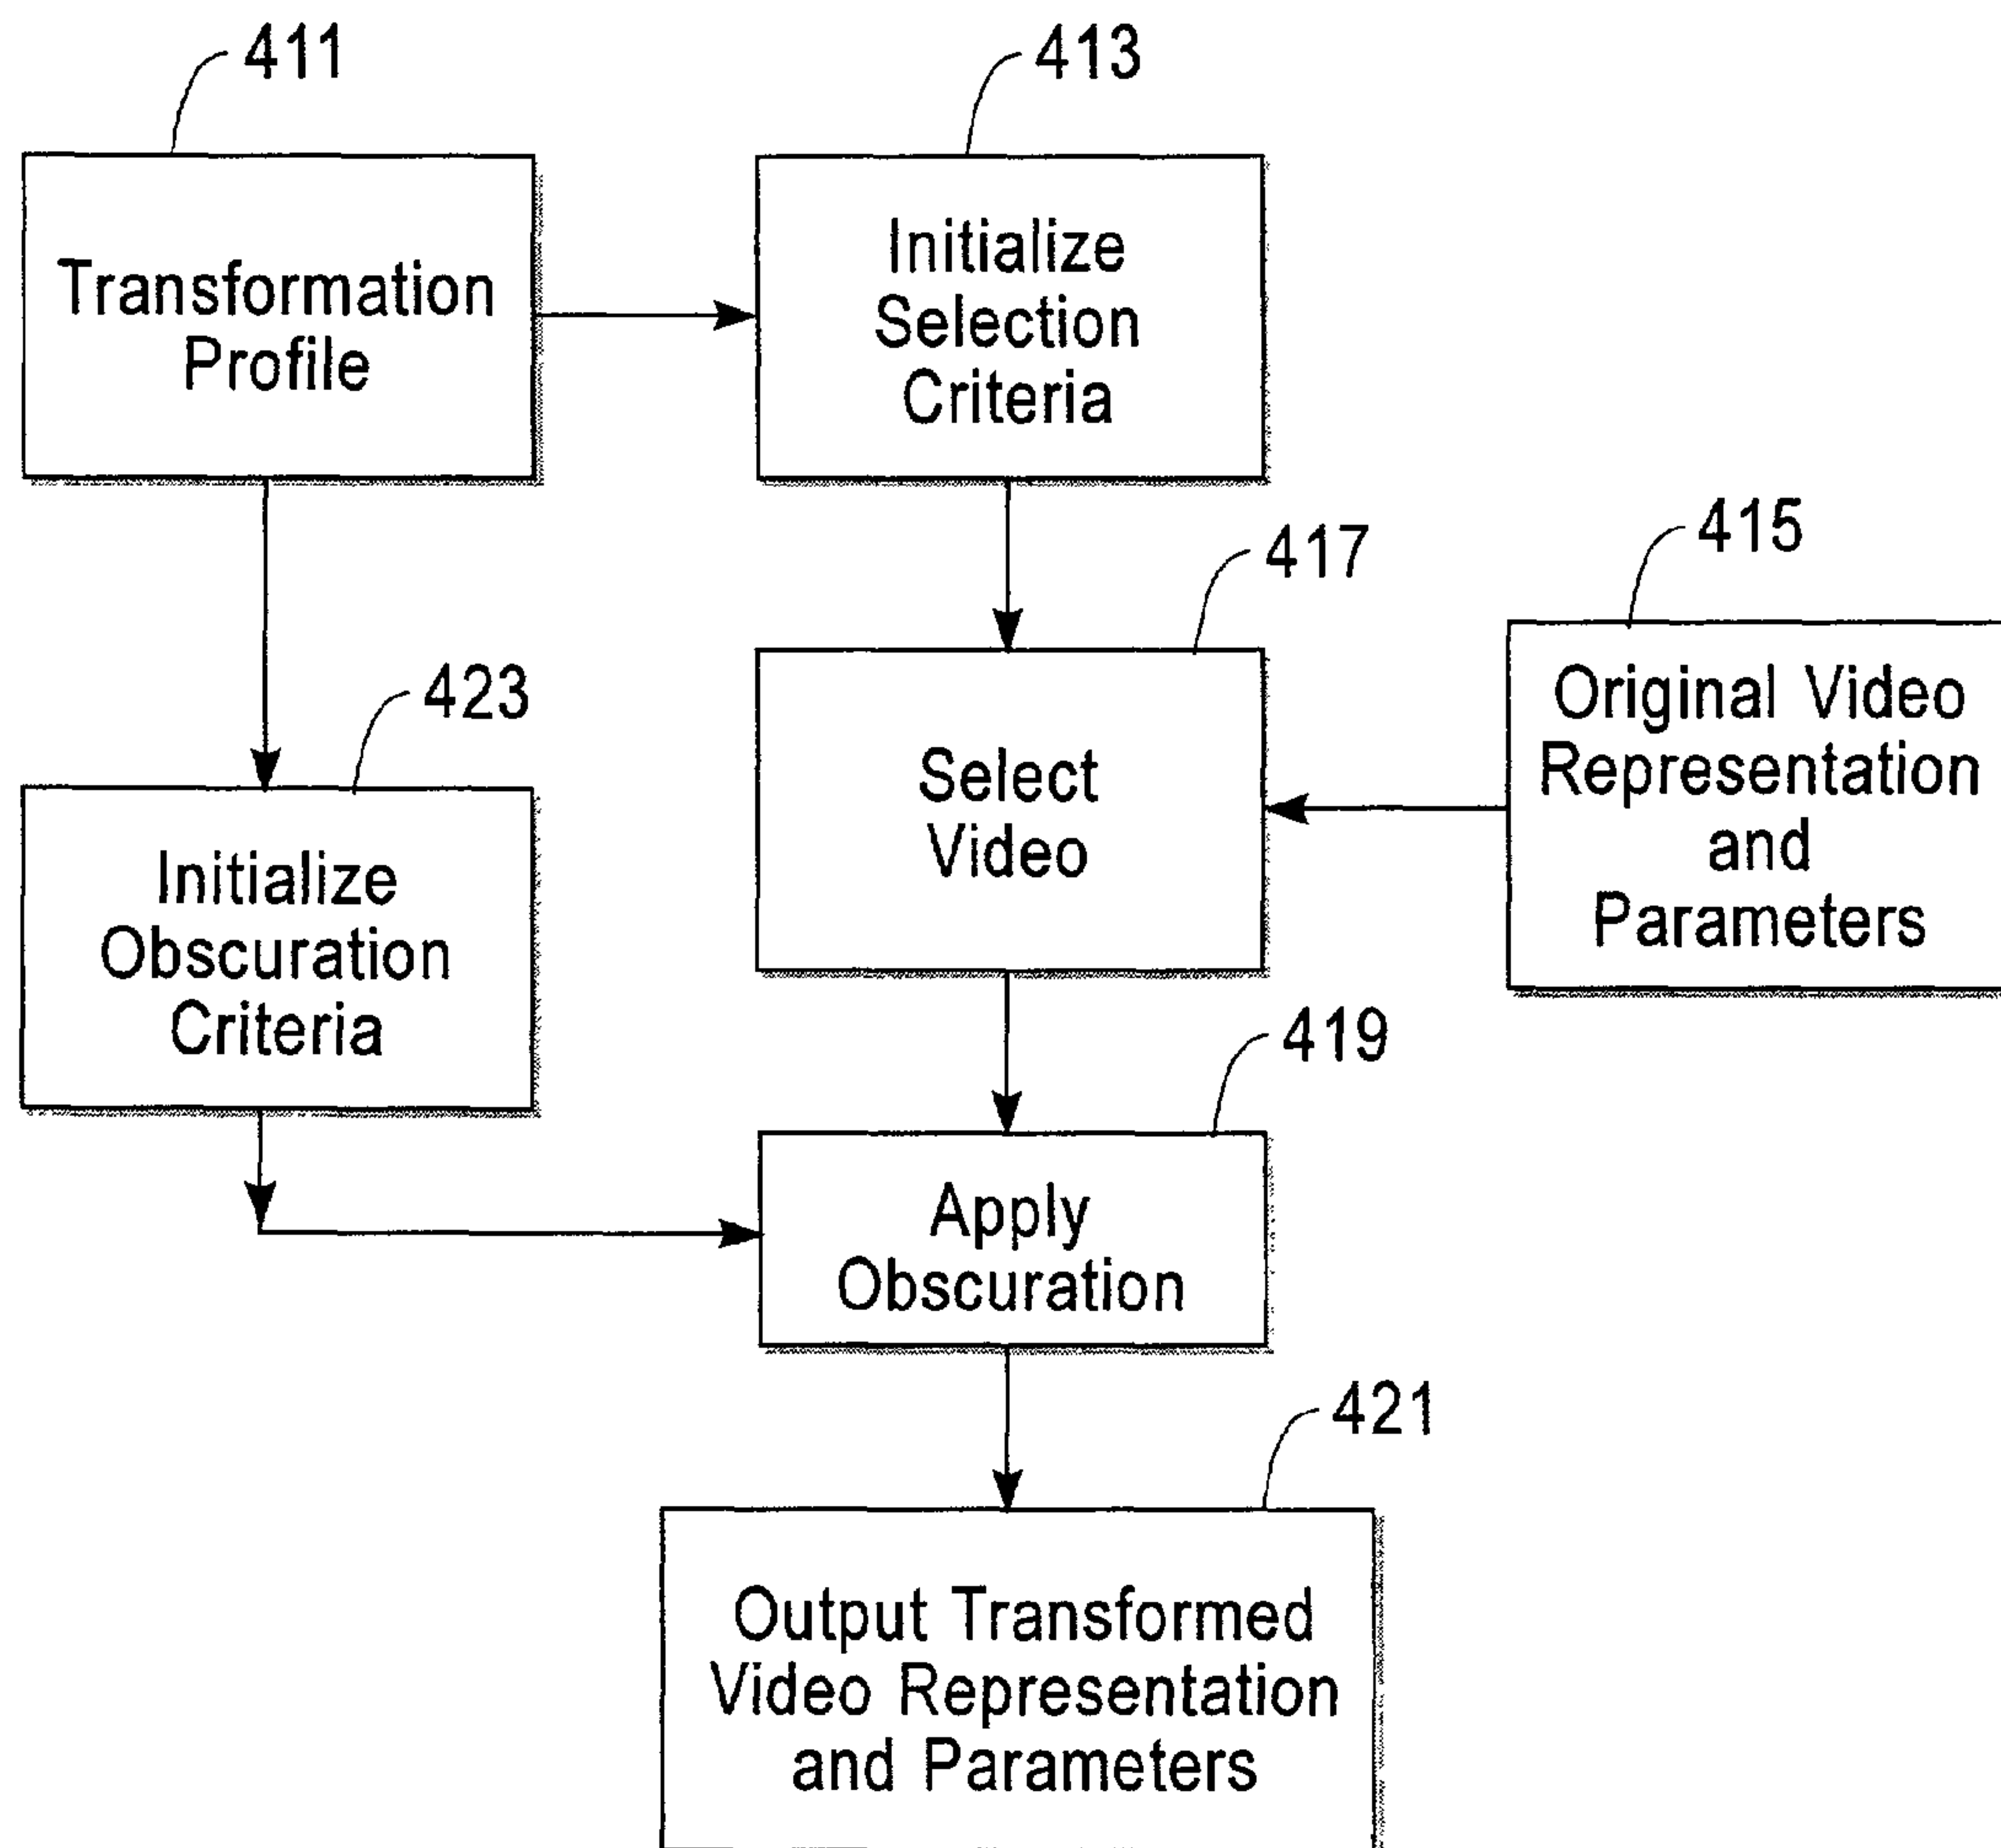 411
413
Transformation
Profile
Initialize
Selection
Criteria
417
415
Original Video
Representation
and
Parameters
423
Select
Video
Initialize
Obscuration
Criteria
419
Apply
Obscuration
421
Output Transformed
Video Representation
and Parameters